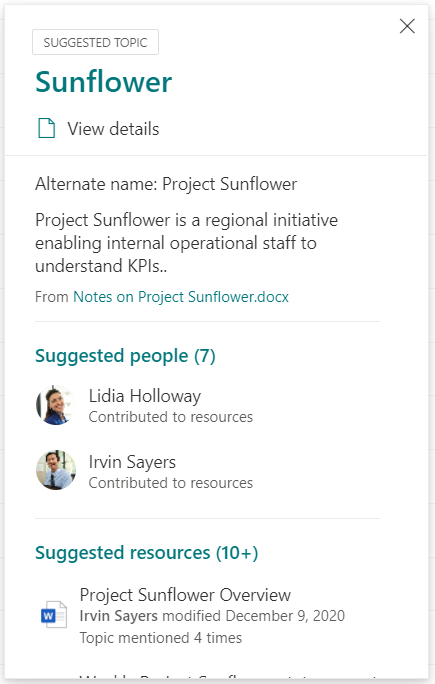 SUGGESTED TOPIC
Sunflower
View details
Alternate name: Project Sunflower
Project Sunflower is a regional initiative
enabling internal operational staff to
understand KPIs..
From Notes on Project Sunflower.docx
Suggested people (7)
Lidia Holloway
Contributed to resources
Irvin Sayers
Contributed to resources
Suggested resources (10+)
Project Sunflower Overview
Irvin Sayers modified December 9, 2020
Topic mentioned 4 times